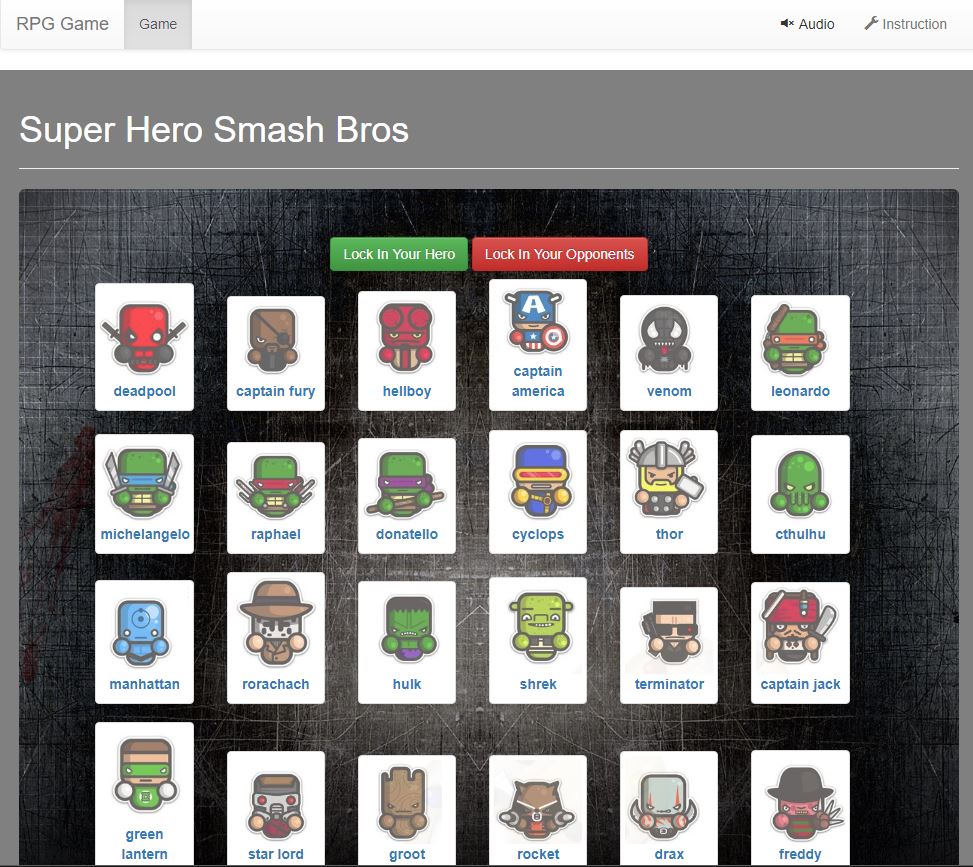 RPG Game Game Audio Instruction
Super Hero Smash Bros
Lock In Your Hero Lock In Your Opponents
deadpool captain fury hellboy captain america venom leonardo
michelangelo raphael donatello cyclops thor cthulhu
manhattan rorachach hulk shrek terminator captain jack
green lantern star lord groot rocket drax freddy